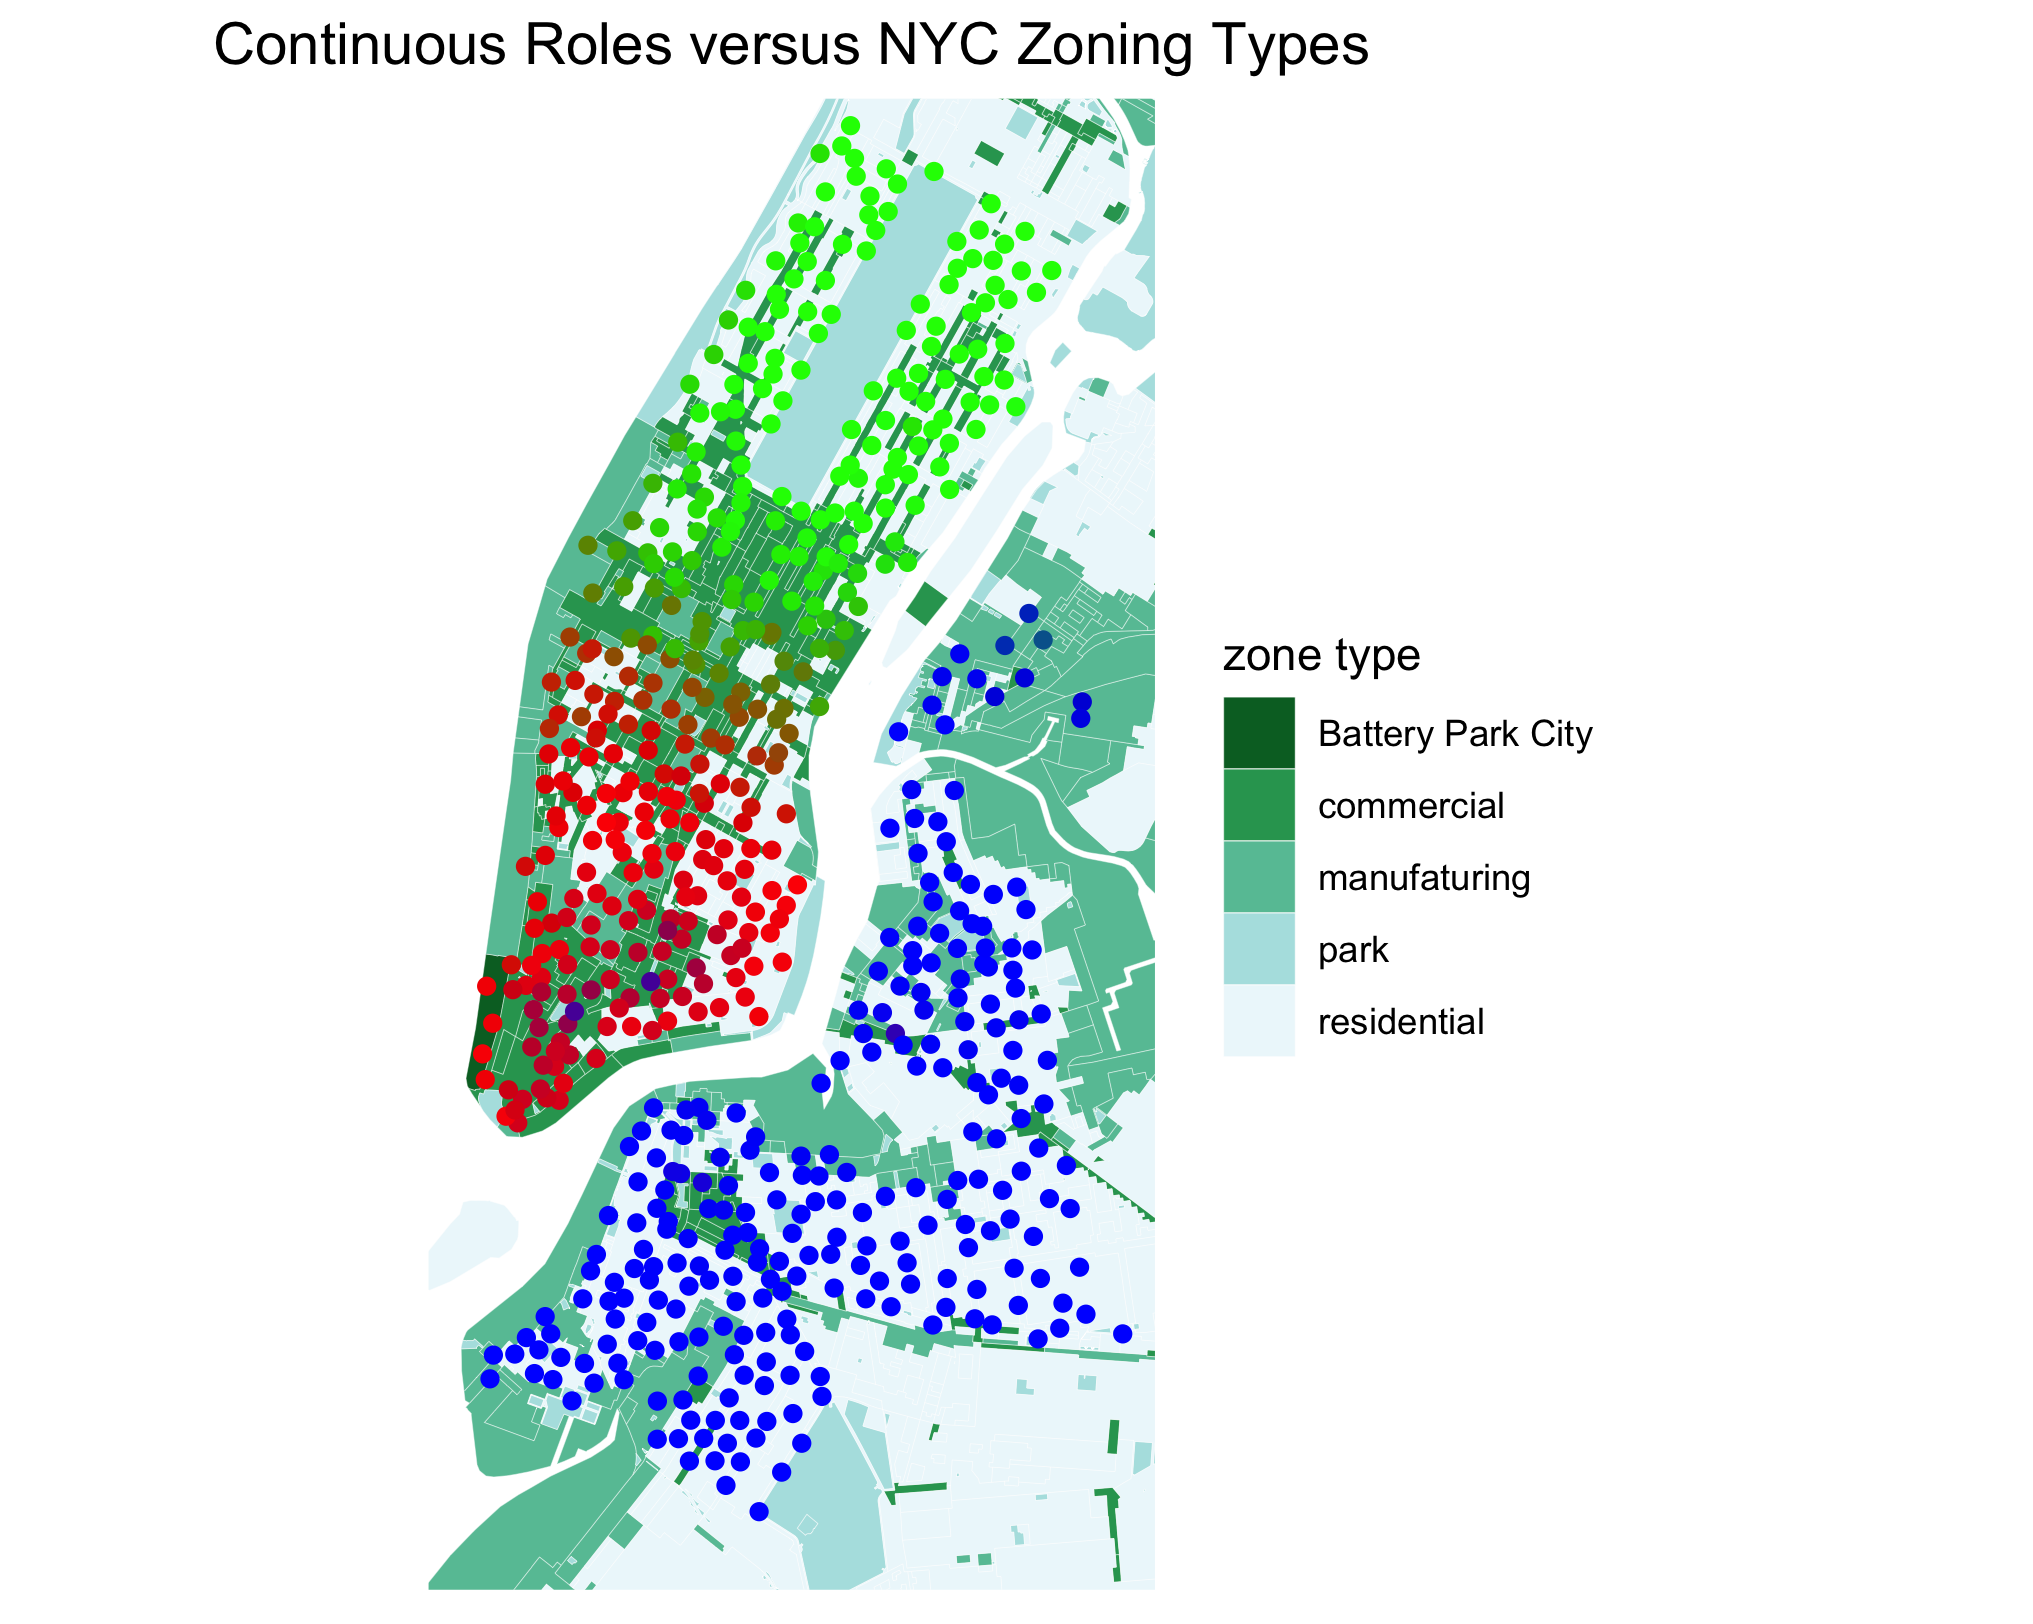 Continuous Roles versus NYC Zoning Types
zone type
Battery Park City
commercial
manufaturing
park
residential